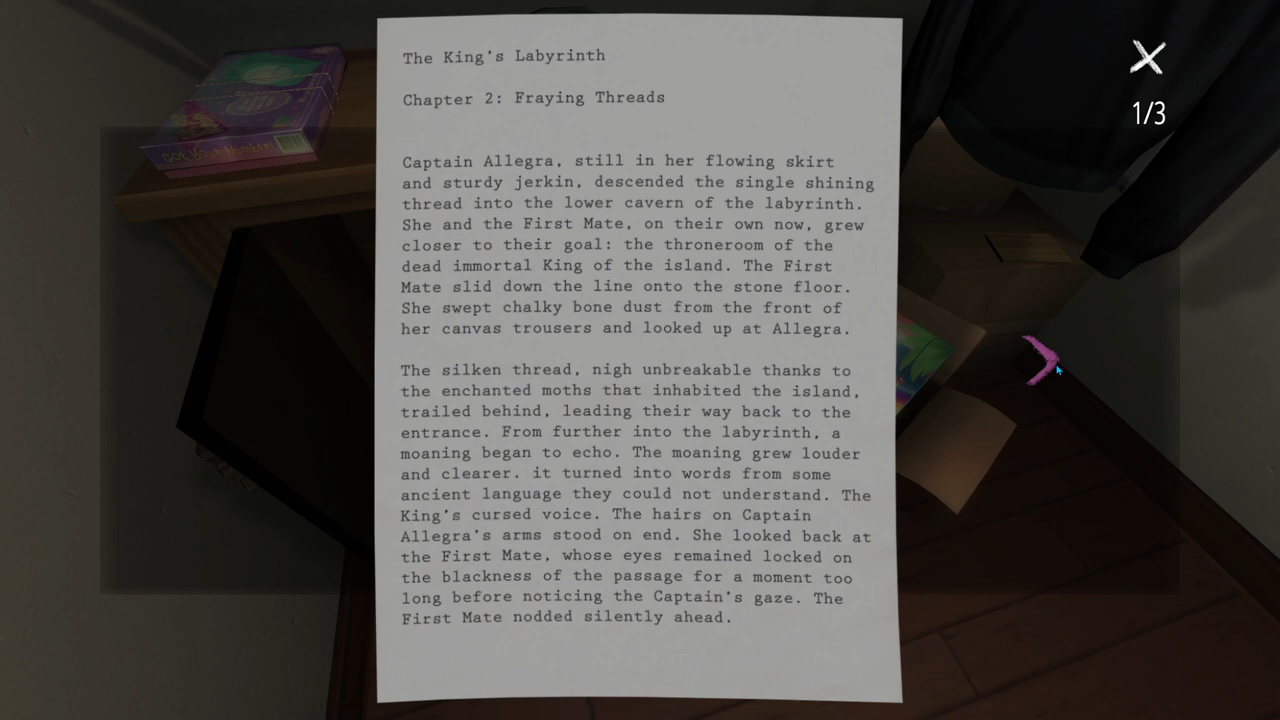 The King's Labyrinth
Chapter 2: Fraying Threads
Captain Allegra, still in her flowing skirt
and sturdy jerkin, descended the single shining
thread into the lower cavern of the labyrinth.
She and the First Mate, on their own now, grew
closer to their goal: the throneroom of the
dead immortal King of the island. The First
Mate slid down the line onto the stone floor.
She swept chalky bone dust from the front of
her canvas trousers and looked up at Allegra.
The silken thread, nigh unbreakable thanks to
the enchanted moths that inhabited the island,
trailed behind, leading their way back to the
entrance. From further into the labyrinth, a
moaning began to echo. The moaning grew louder
and clearer. it turned into words from some
ancient language they could not understand. The
King's cursed voice. The hairs on Captain
Allegra's arms stood on end. She looked back at
the First Mate, whose eyes remained locked on
the blackness of the passage for a moment too
long before noticing the Captain's gaze. The
First Mate nodded silently ahead.
1/3
Got Your Number!